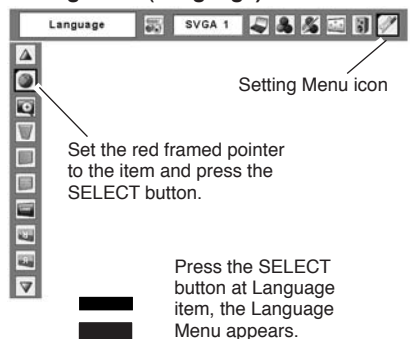 Language
SVGA 1
Setting Menu icon
Set the red framed pointer
to the item and press the
SELECT button.
Press the SELECT
button at Language
item, the Language
Menu appears.